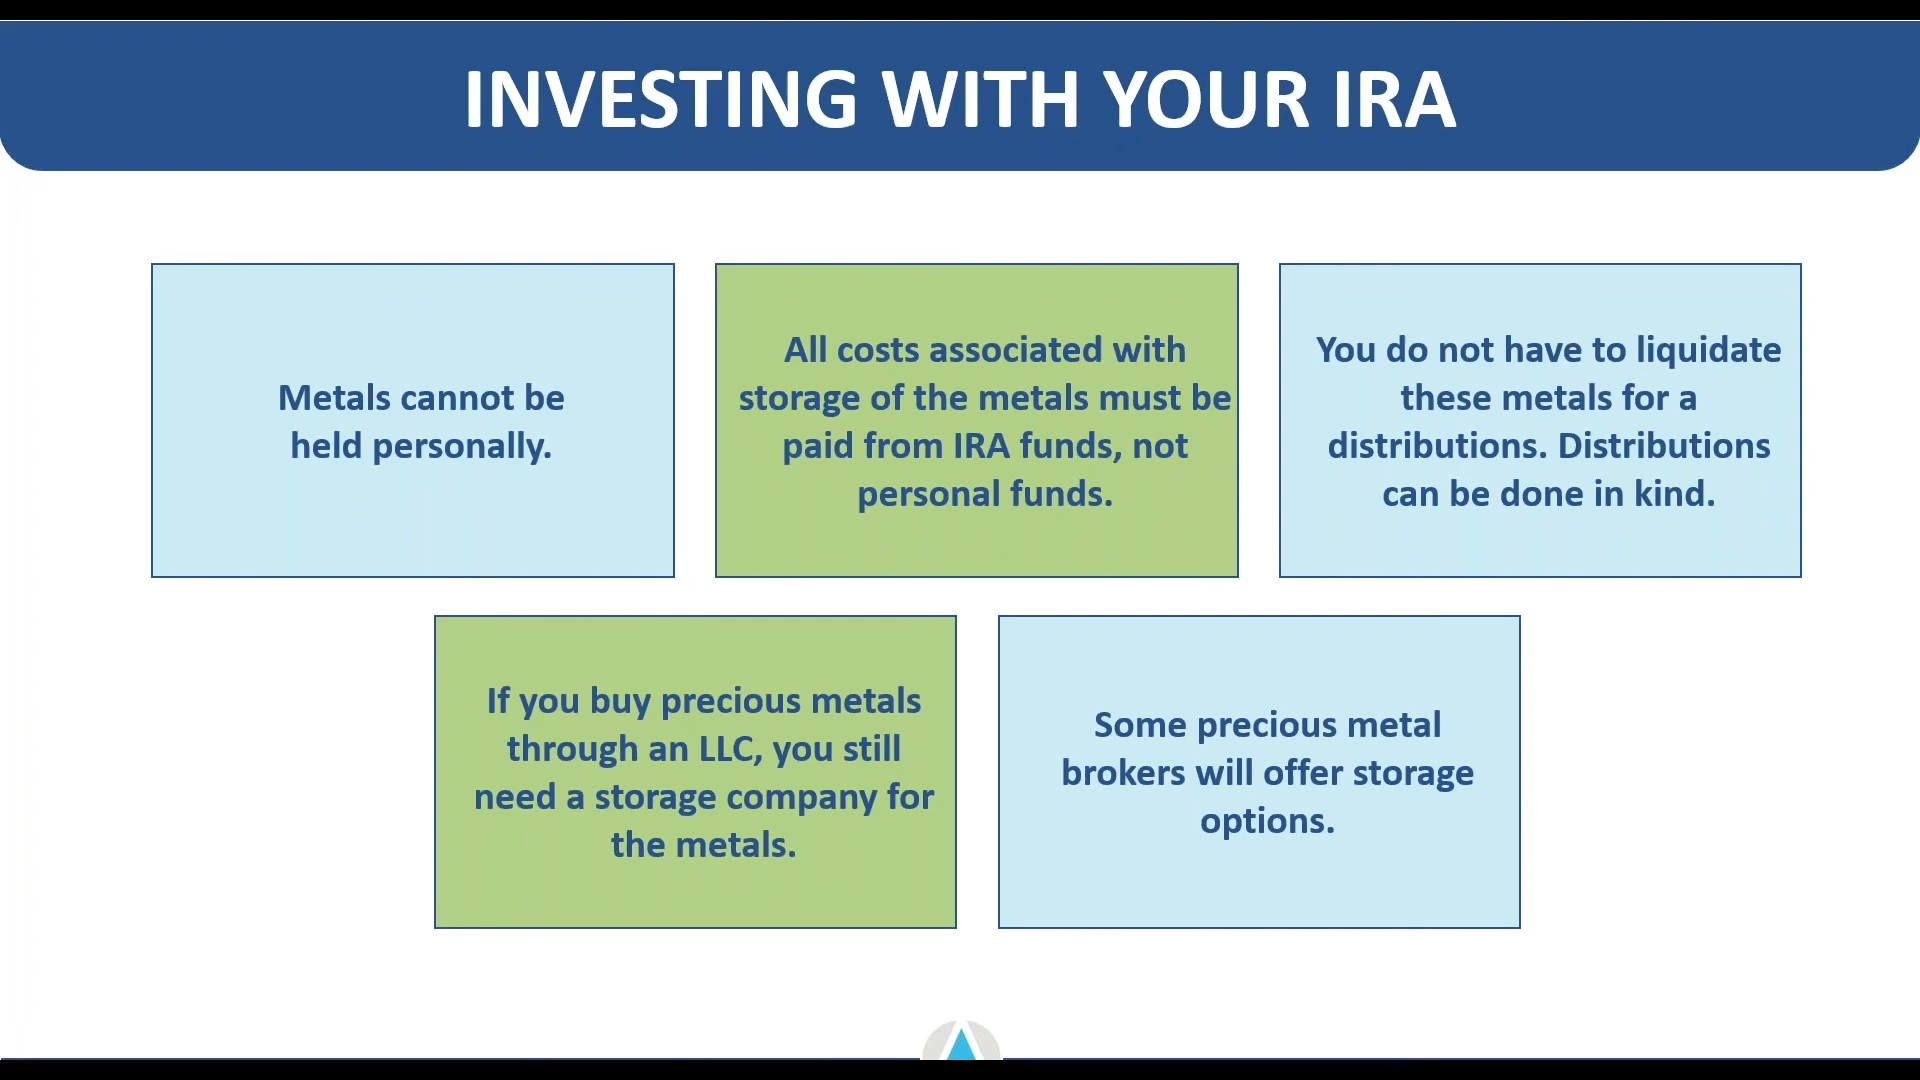 INVESTING WITH YOUR IRA
Metals cannot be
held personally.
All costs associated with
storage of the metals must be
paid from IRA funds, not
personal funds.
You do not have to liquidate
these metals for a
distributions. Distributions
can be done in kind.
If you buy precious metals
through an LLC, you still
need a storage company for
the metals.
Some precious metal
brokers will offer storage
options.